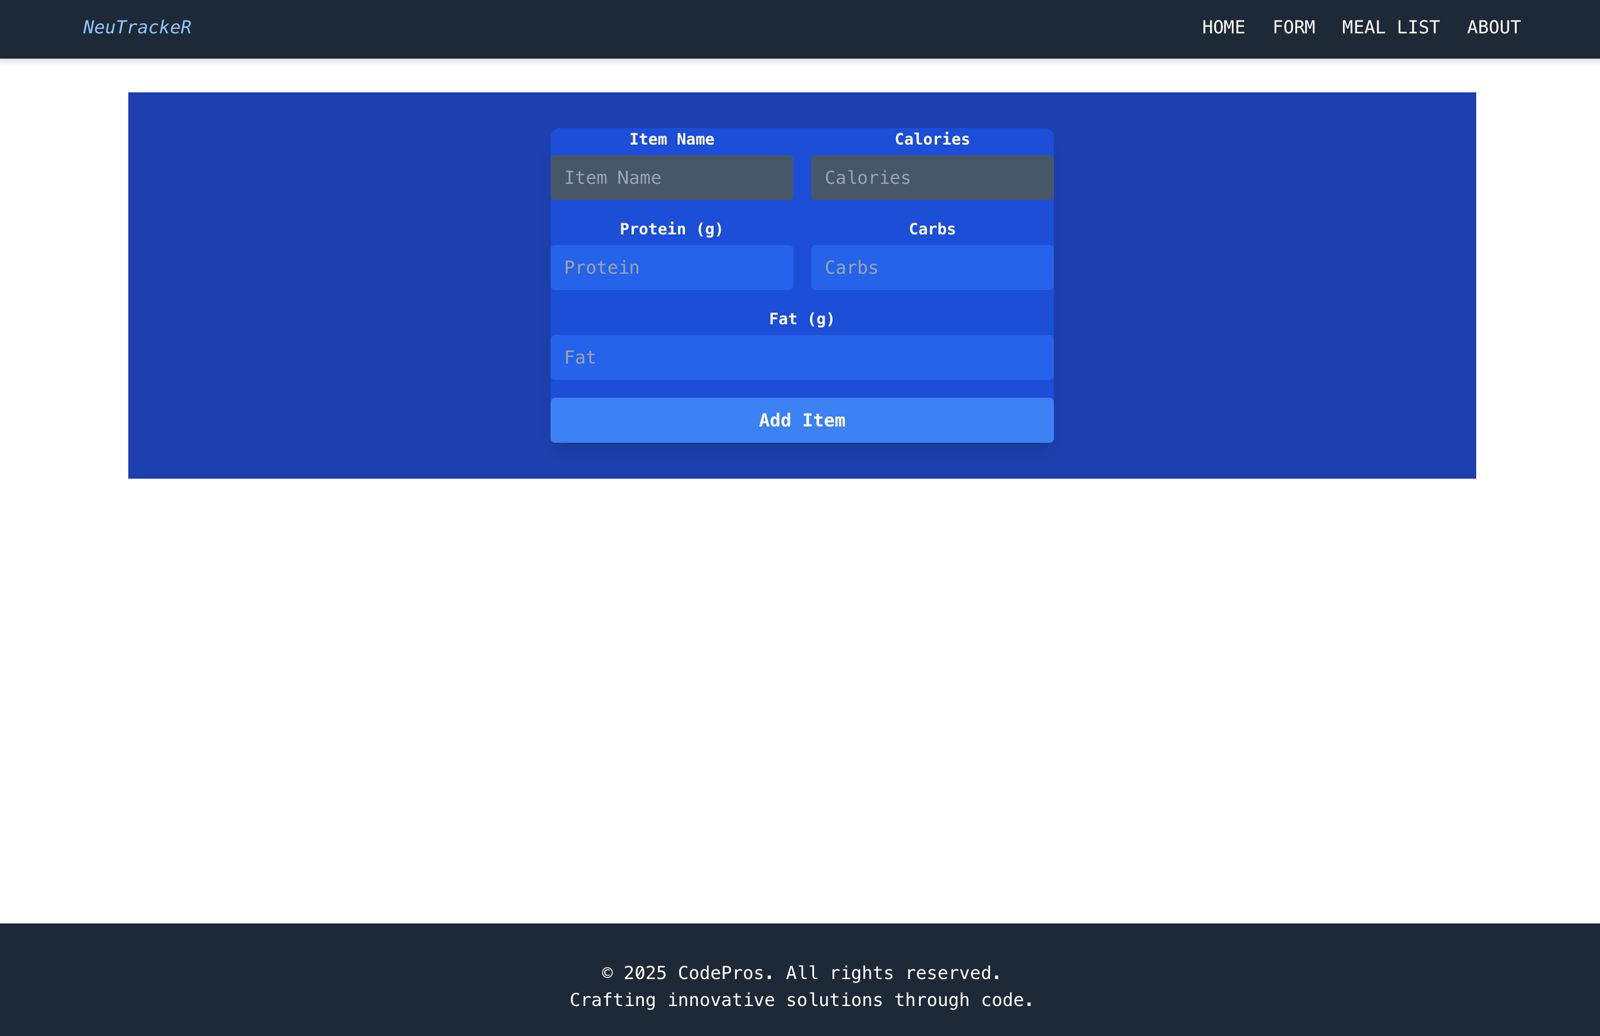 NeuTrackeR
HOME FORM MEAL LIST ABOUT
Item Name Calories
Item Name Calories
Protein (g) Carbs
Protein Carbs
Fat (g)
Fat
Add Item
© 2025 CodePros. All rights reserved.
Crafting innovative solutions through code.